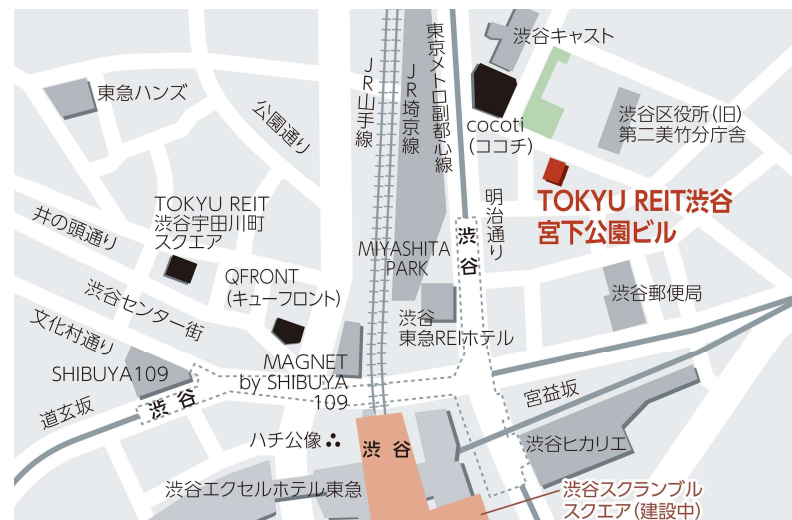 渋谷キャスト
東急ハンズ
公園通り
JR山手線
JR埼京線
東京メトロ副都心線
cocoti
(ココチ)
渋谷区役所(旧)
第二美竹分庁舎
TOKYU REIT渋谷
宮下公園ビル
明治通り
渋谷
TOKYU REIT
渋谷宇田川町
スクエア
井の頭通り
MIYASHITA
PARK
QFRONT
(キューフロント)
渋谷センター街
文化村通り
渋谷
東急REIホテル
渋谷郵便局
SHIBUYA109
MAGNET
by SHIBUYA
109
道玄坂
渋谷
宮益坂
ハチ公像
渋谷
渋谷ヒカリエ
渋谷エクセルホテル東急
渋谷スクランブル
スクエア(建設中)